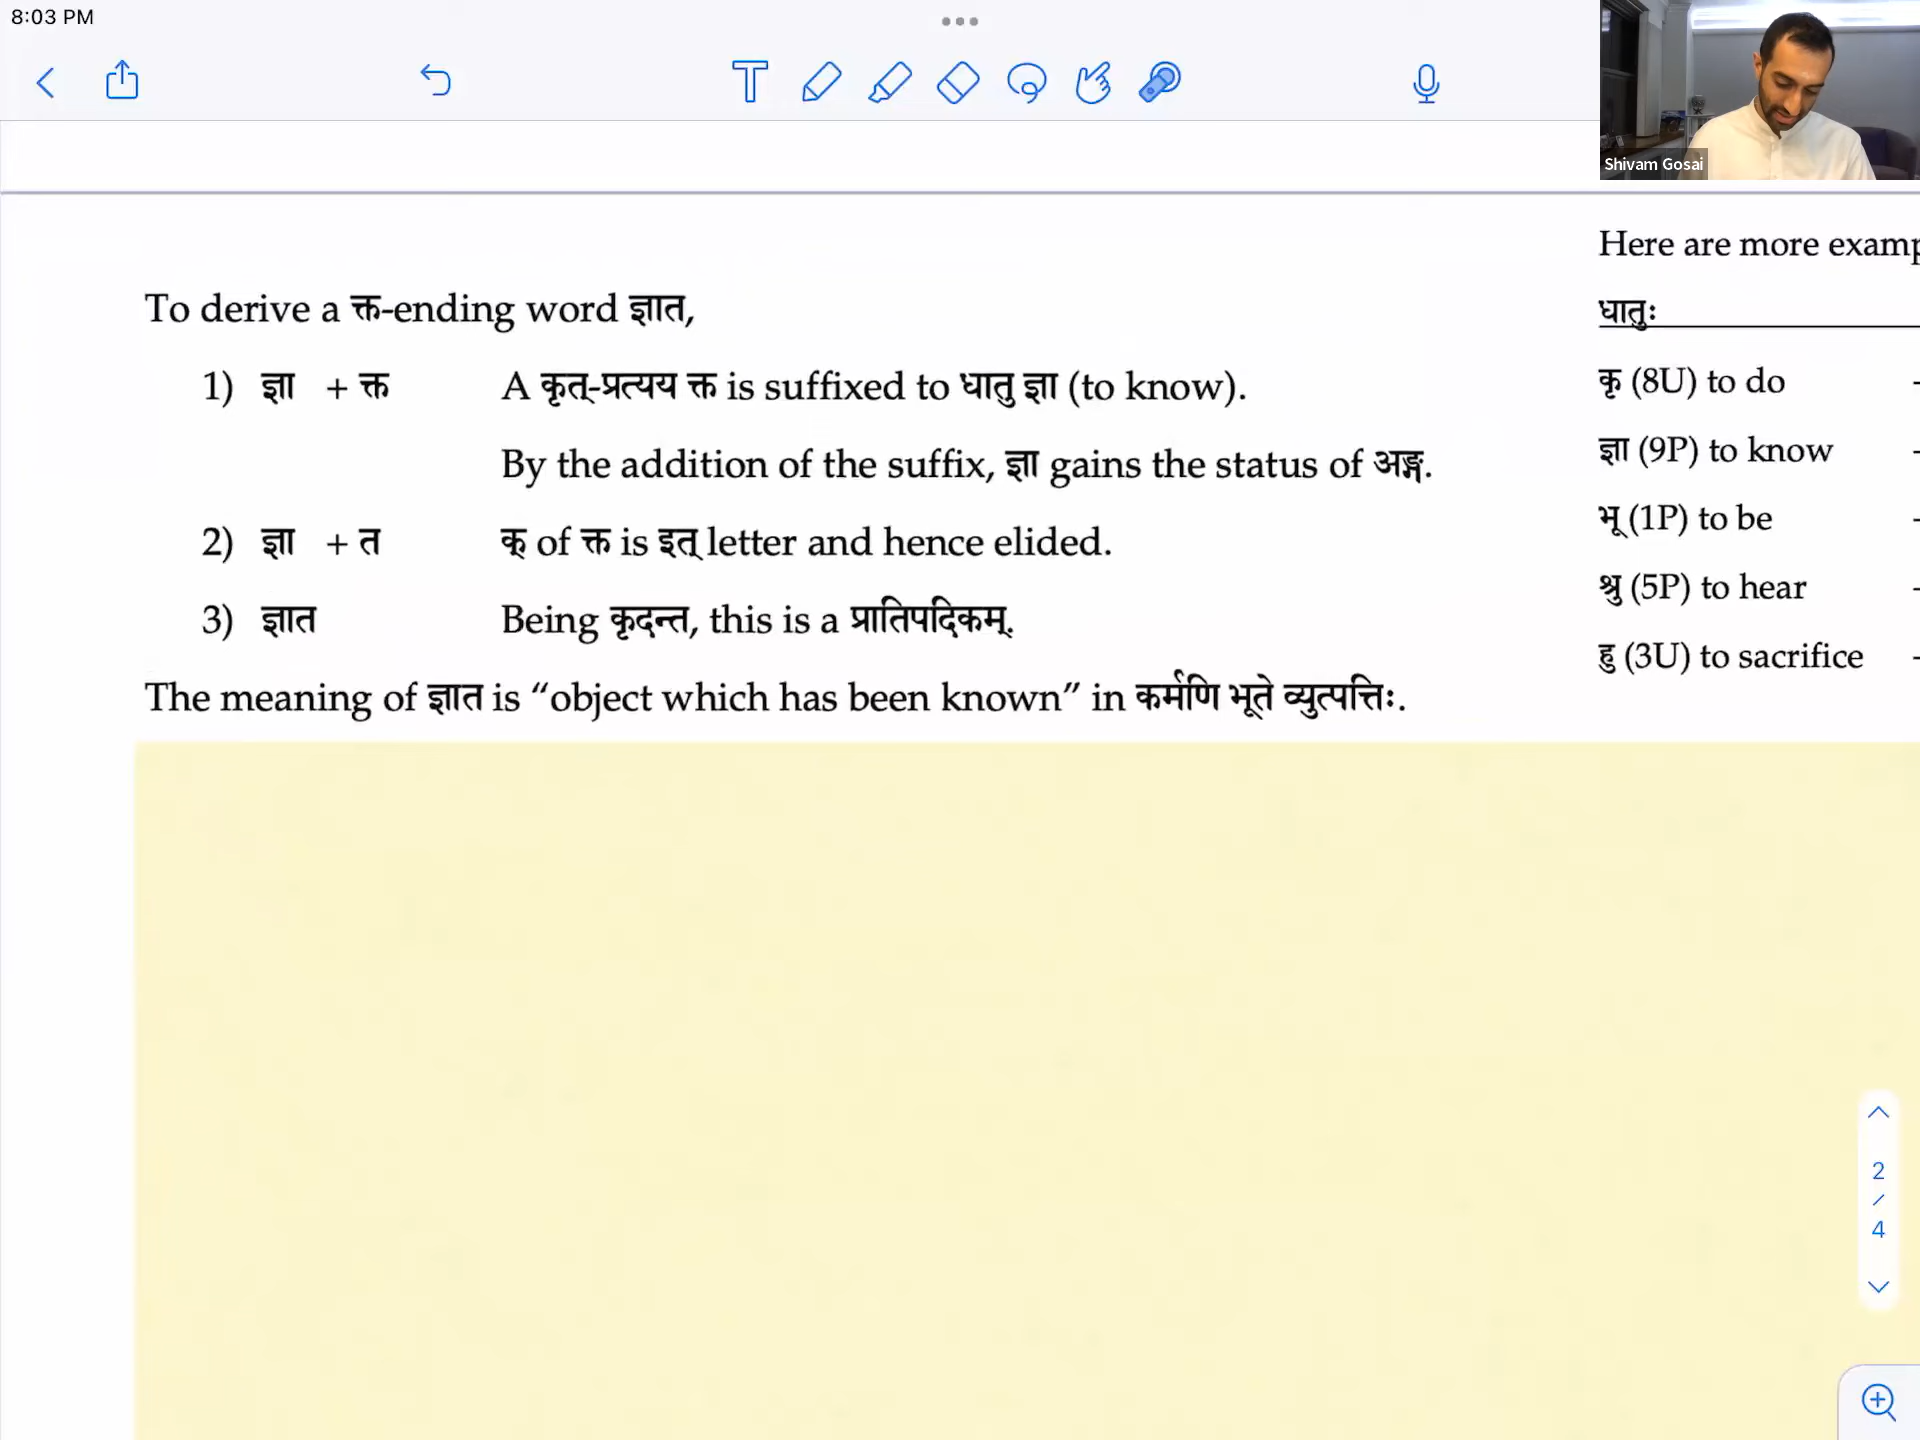 8:03 PM
Shivam Gosai
To derive a क्त-ending word ज्ञात,
1) ज्ञा + क्त A कृत्-प्रत्यय क्त is suffixed to धातु ज्ञा (to know).
By the addition of the suffix, ज्ञा gains the status of अङ्ग.
2) ज्ञा + त क् of क्त is इत् letter and hence elided.
3) ज्ञात Being कृदन्त, this is a प्रातिपदिकम्.
The meaning of ज्ञात is “object which has been known” in कर्मणि भूते व्युत्पत्तिः.
Here are more examp
धातुः
कृ (8U) to do -
ज्ञा (9P) to know -
भू (1P) to be -
श्रु (5P) to hear -
हु (3U) to sacrifice -
2
/
4